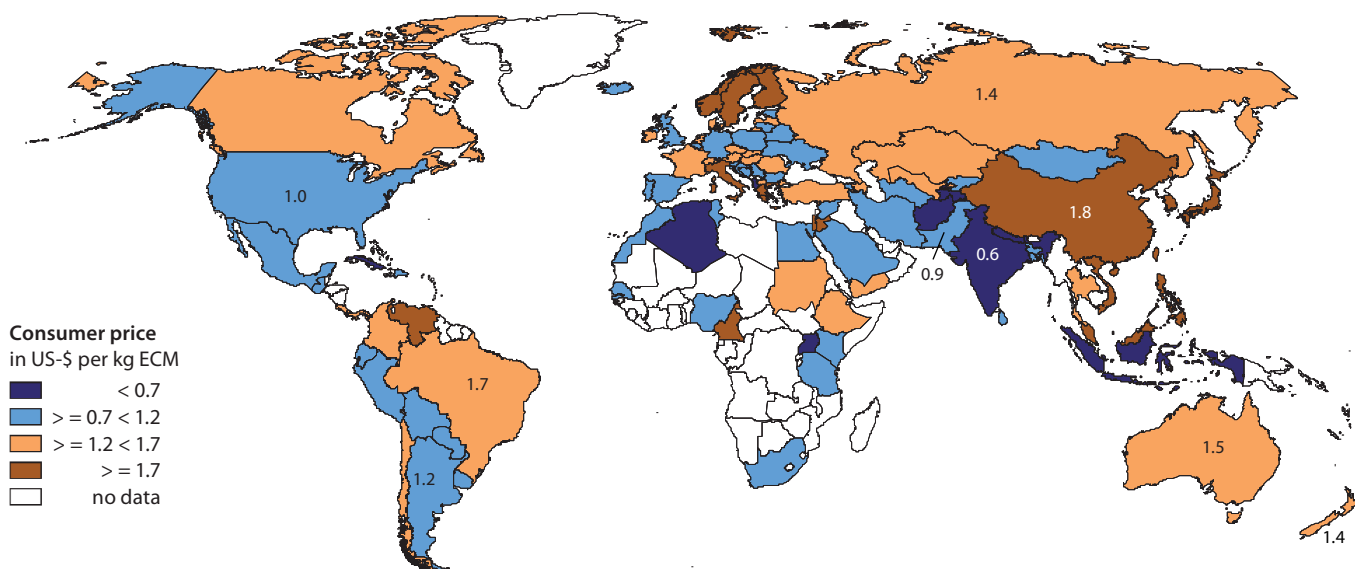 1.4
1.0
1.8
0.6
0.9
Consumer price
in US-$ per kg ECM
< 0.7
> = 0.7 < 1.2
> = 1.2 < 1.7
> = 1.7
no data
1.7
1.2
1.5
1.4